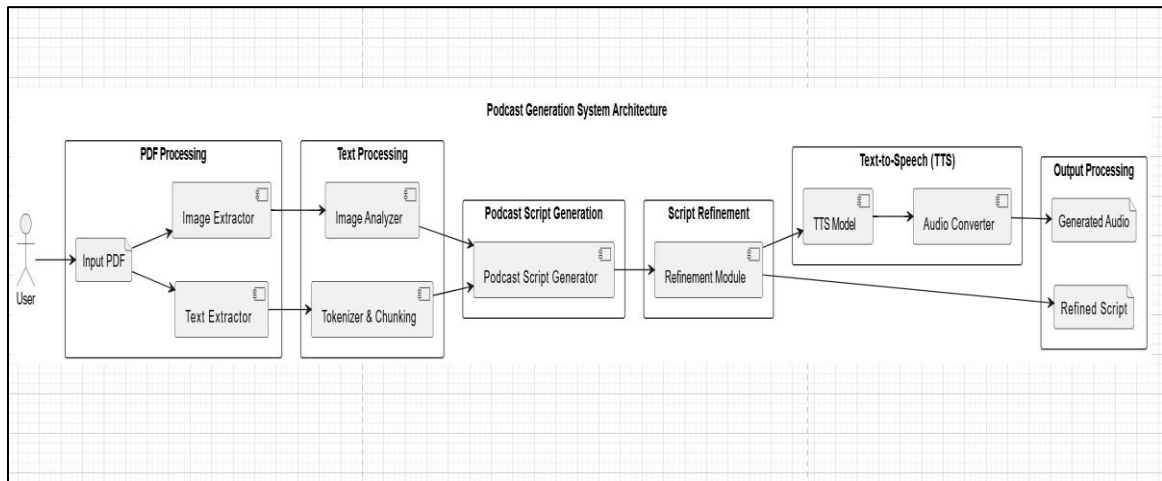 Podcast Generation System Architecture
PDF Processing
Text Processing
Text-to-Speech (TTS)
Output Processing
Image Extractor
Image Analyzer
Podcast Script Generation
Script Refinement
TTS Model
Audio Converter
Generated Audio
Input PDF
Podcast Script Generator
Refinement Module
User
Text Extractor
Tokenizer & Chunking
Refined Script